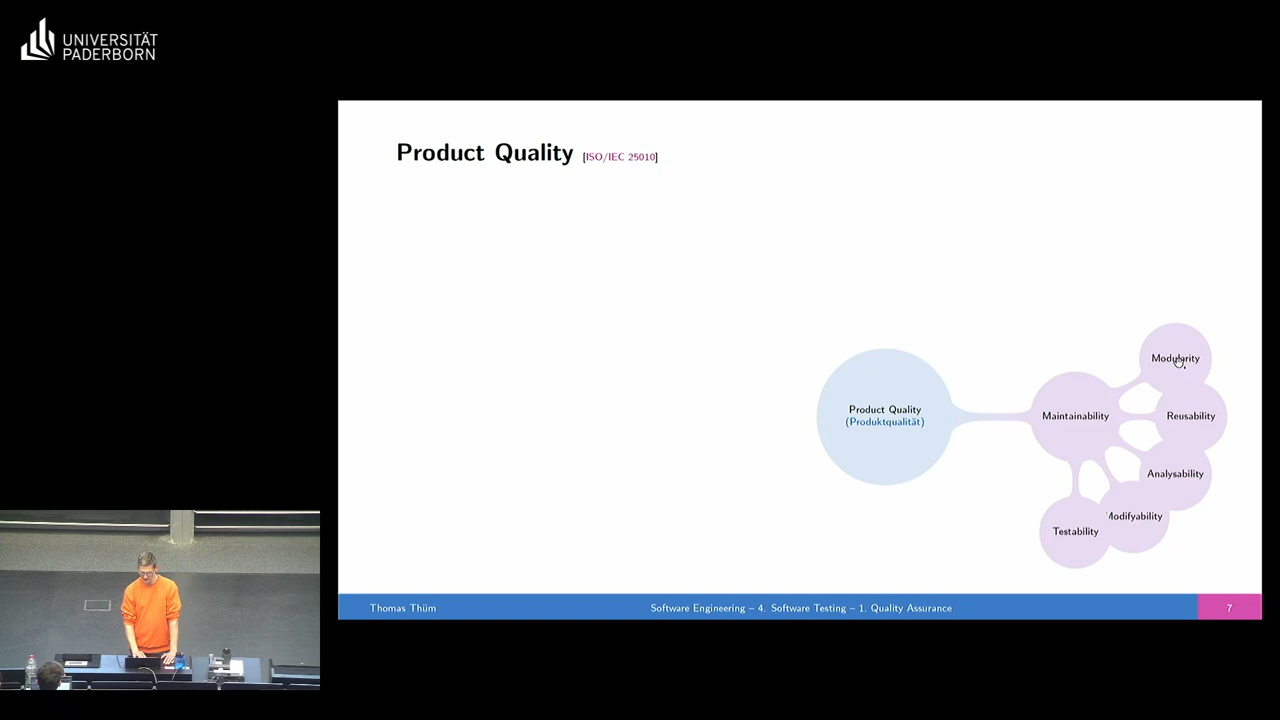 UNIVERSITÄT
PADERBORN
Product Quality [ISO/IEC 25010]
Modularity
Product Quality
(Produktqualität)
Maintainability
Reusability
Analysability
Modifyability
Testability
Thomas Thüm
Software Engineering – 4. Software Testing – 1. Quality Assurance
7